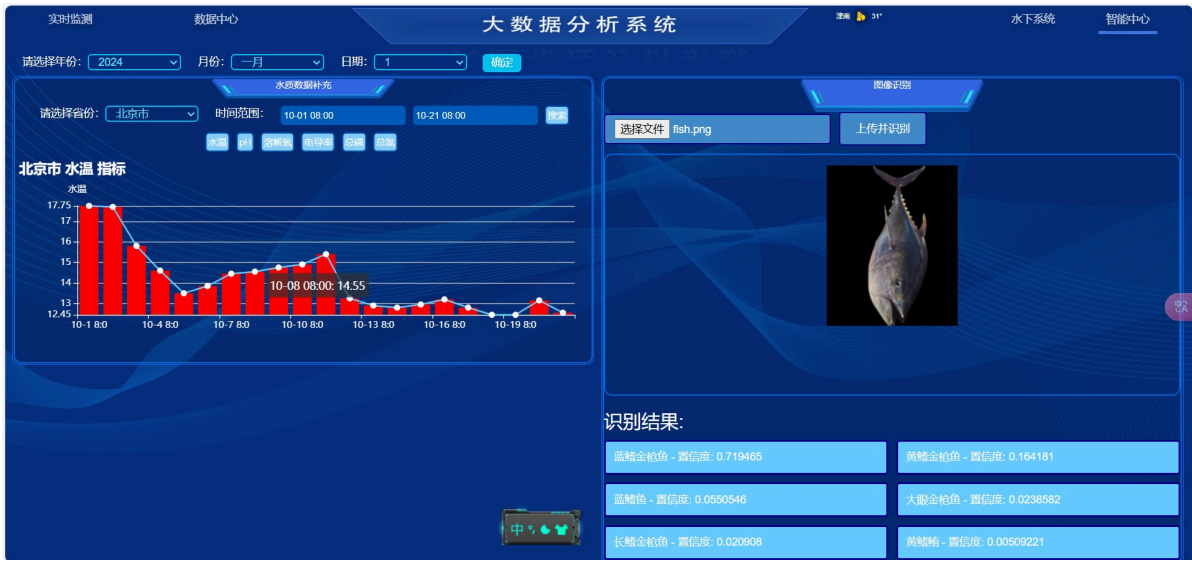 实时监测 数据中心 大数据分析系统 津南 31° 水下系统 智能中心
请选择年份: 2024 月份: 一月 日期: 1 确定
水质数据补充
请选择省份: 北京市 时间范围: 10-01 08:00 10-21 08:00 搜索
水温 pH 溶解氧 电导率 总磷 总氮
北京市 水温 指标
水温
17.75
17
16
15
14
13
12.45
10-08 08:00: 14.55
10-1 8:0 10-4 8:0 10-7 8:0 10-10 8:0 10-13 8:0 10-16 8:0 10-19 8:0
图像识别
选择文件 fish.png 上传并识别
识别结果:
蓝鳍金枪鱼 - 置信度: 0.719465 黄鳍金枪鱼 - 置信度: 0.164181
蓝鳍鱼 - 置信度: 0.0550546 大眼金枪鱼 - 置信度: 0.0238582
长鳍金枪鱼 - 置信度: 0.020908 黄鳍鲔 - 置信度: 0.00509221
中